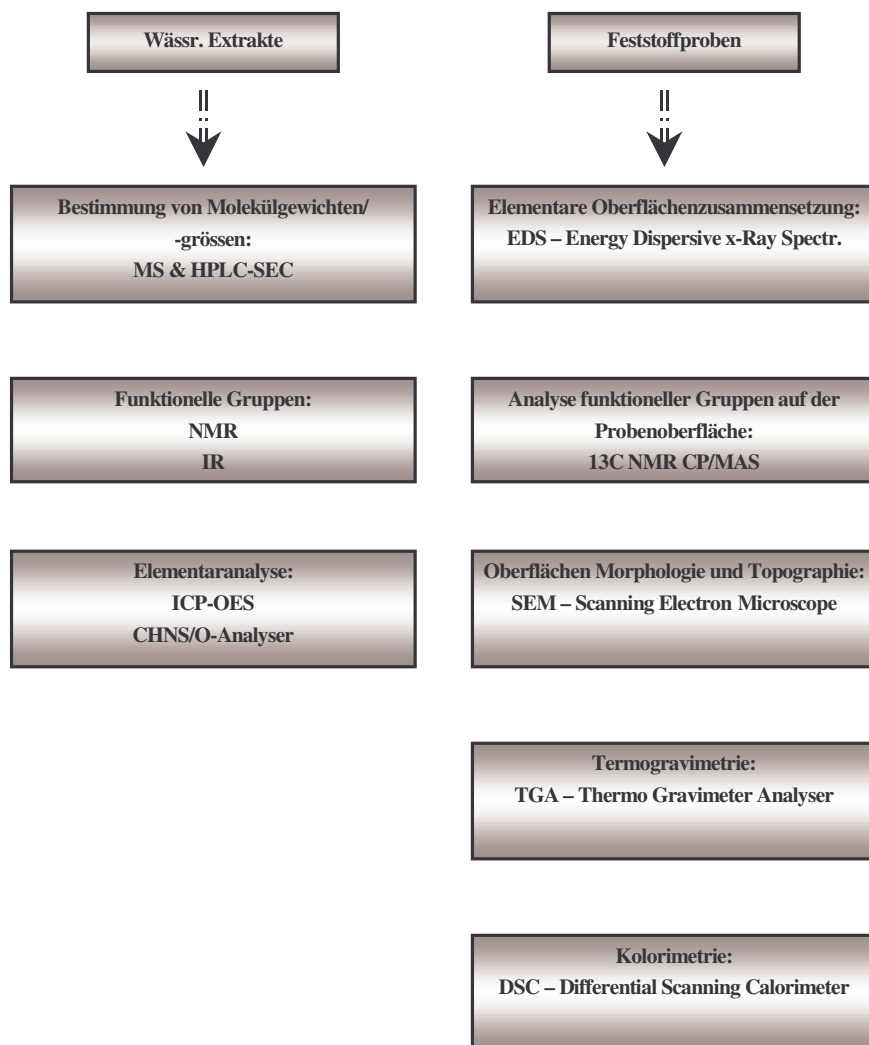 Wässr. Extrakte
Feststoffproben
Bestimmung von Molekülgewichten/
-grössen:
MS & HPLC-SEC
Elementare Oberflächenzusammensetzung:
EDS – Energy Dispersive x-Ray Spectr.
Funktionelle Gruppen:
NMR
IR
Analyse funktioneller Gruppen auf der
Probenoberfläche:
13C NMR CP/MAS
Elementaranalyse:
ICP-OES
CHNS/O-Analyser
Oberflächen Morphologie und Topographie:
SEM – Scanning Electron Microscope
Termogravimetrie:
TGA – Thermo Gravimeter Analyser
Kolorimetrie:
DSC – Differential Scanning Calorimeter